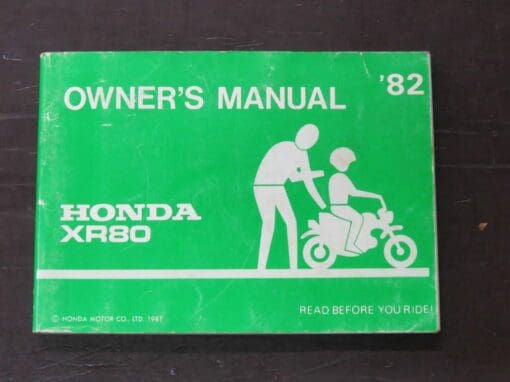 '82
OWNER'S MANUAL
HONDA
XR80
READ BEFORE YOU RIDE!
© HONDA MOTOR CO., LTD. 1981